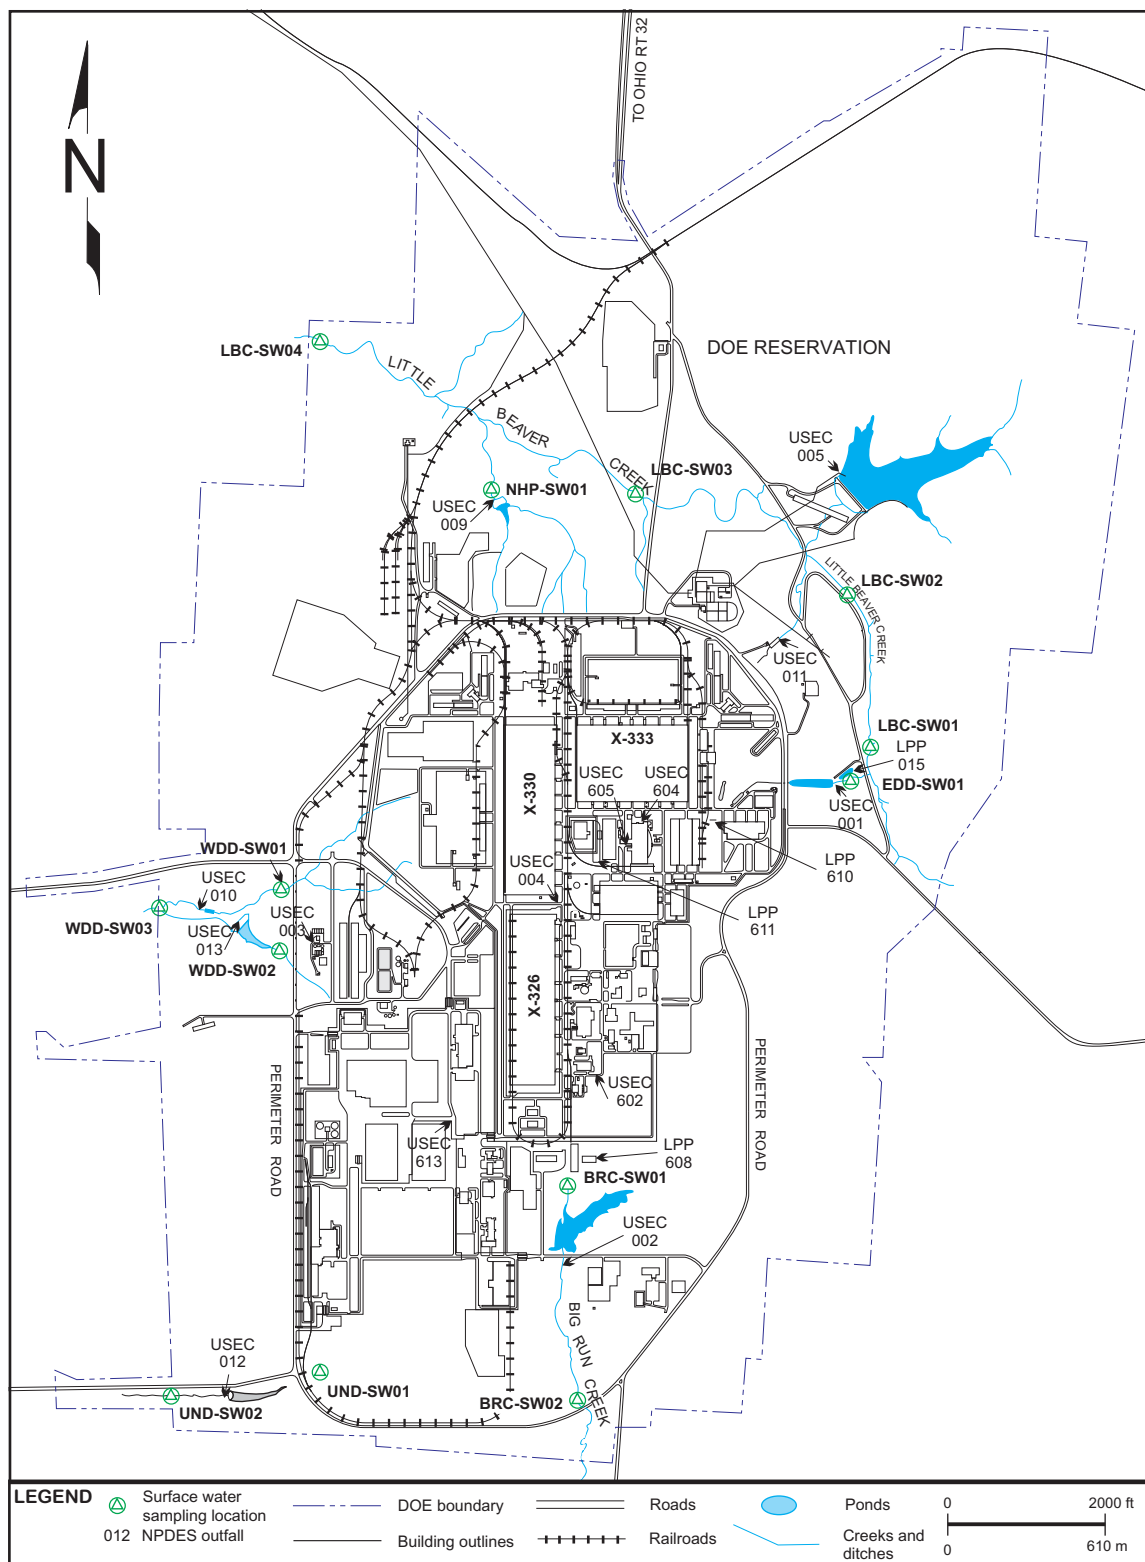 TO OHIO RT 32
N
DOE RESERVATION
LBC-SW04
LITTLE
BEAVER
CREEK
LBC-SW03
USEC
005
NHP-SW01
USEC
009
LBC-SW02
LITTLE BEAVER CREEK
USEC
011
LBC-SW01
LPP
015
EDD-SW01
USEC
001
X-333
X-330
USEC
605
USEC
604
WDD-SW01
USEC
004
LPP
610
USEC
010
WDD-SW03
USEC
013
USEC
003
LPP
611
WDD-SW02
X-326
PERIMETER ROAD
PERIMETER ROAD
USEC
602
USEC
613
LPP
608
BRC-SW01
USEC
002
BIG RUN CREEK
USEC
012
UND-SW01
UND-SW02
BRC-SW02
LEGEND
Surface water
sampling location
012 NPDES outfall
DOE boundary
Building outlines
Roads
Railroads
Ponds
Creeks and
ditches
0 2000 ft
0 610 m